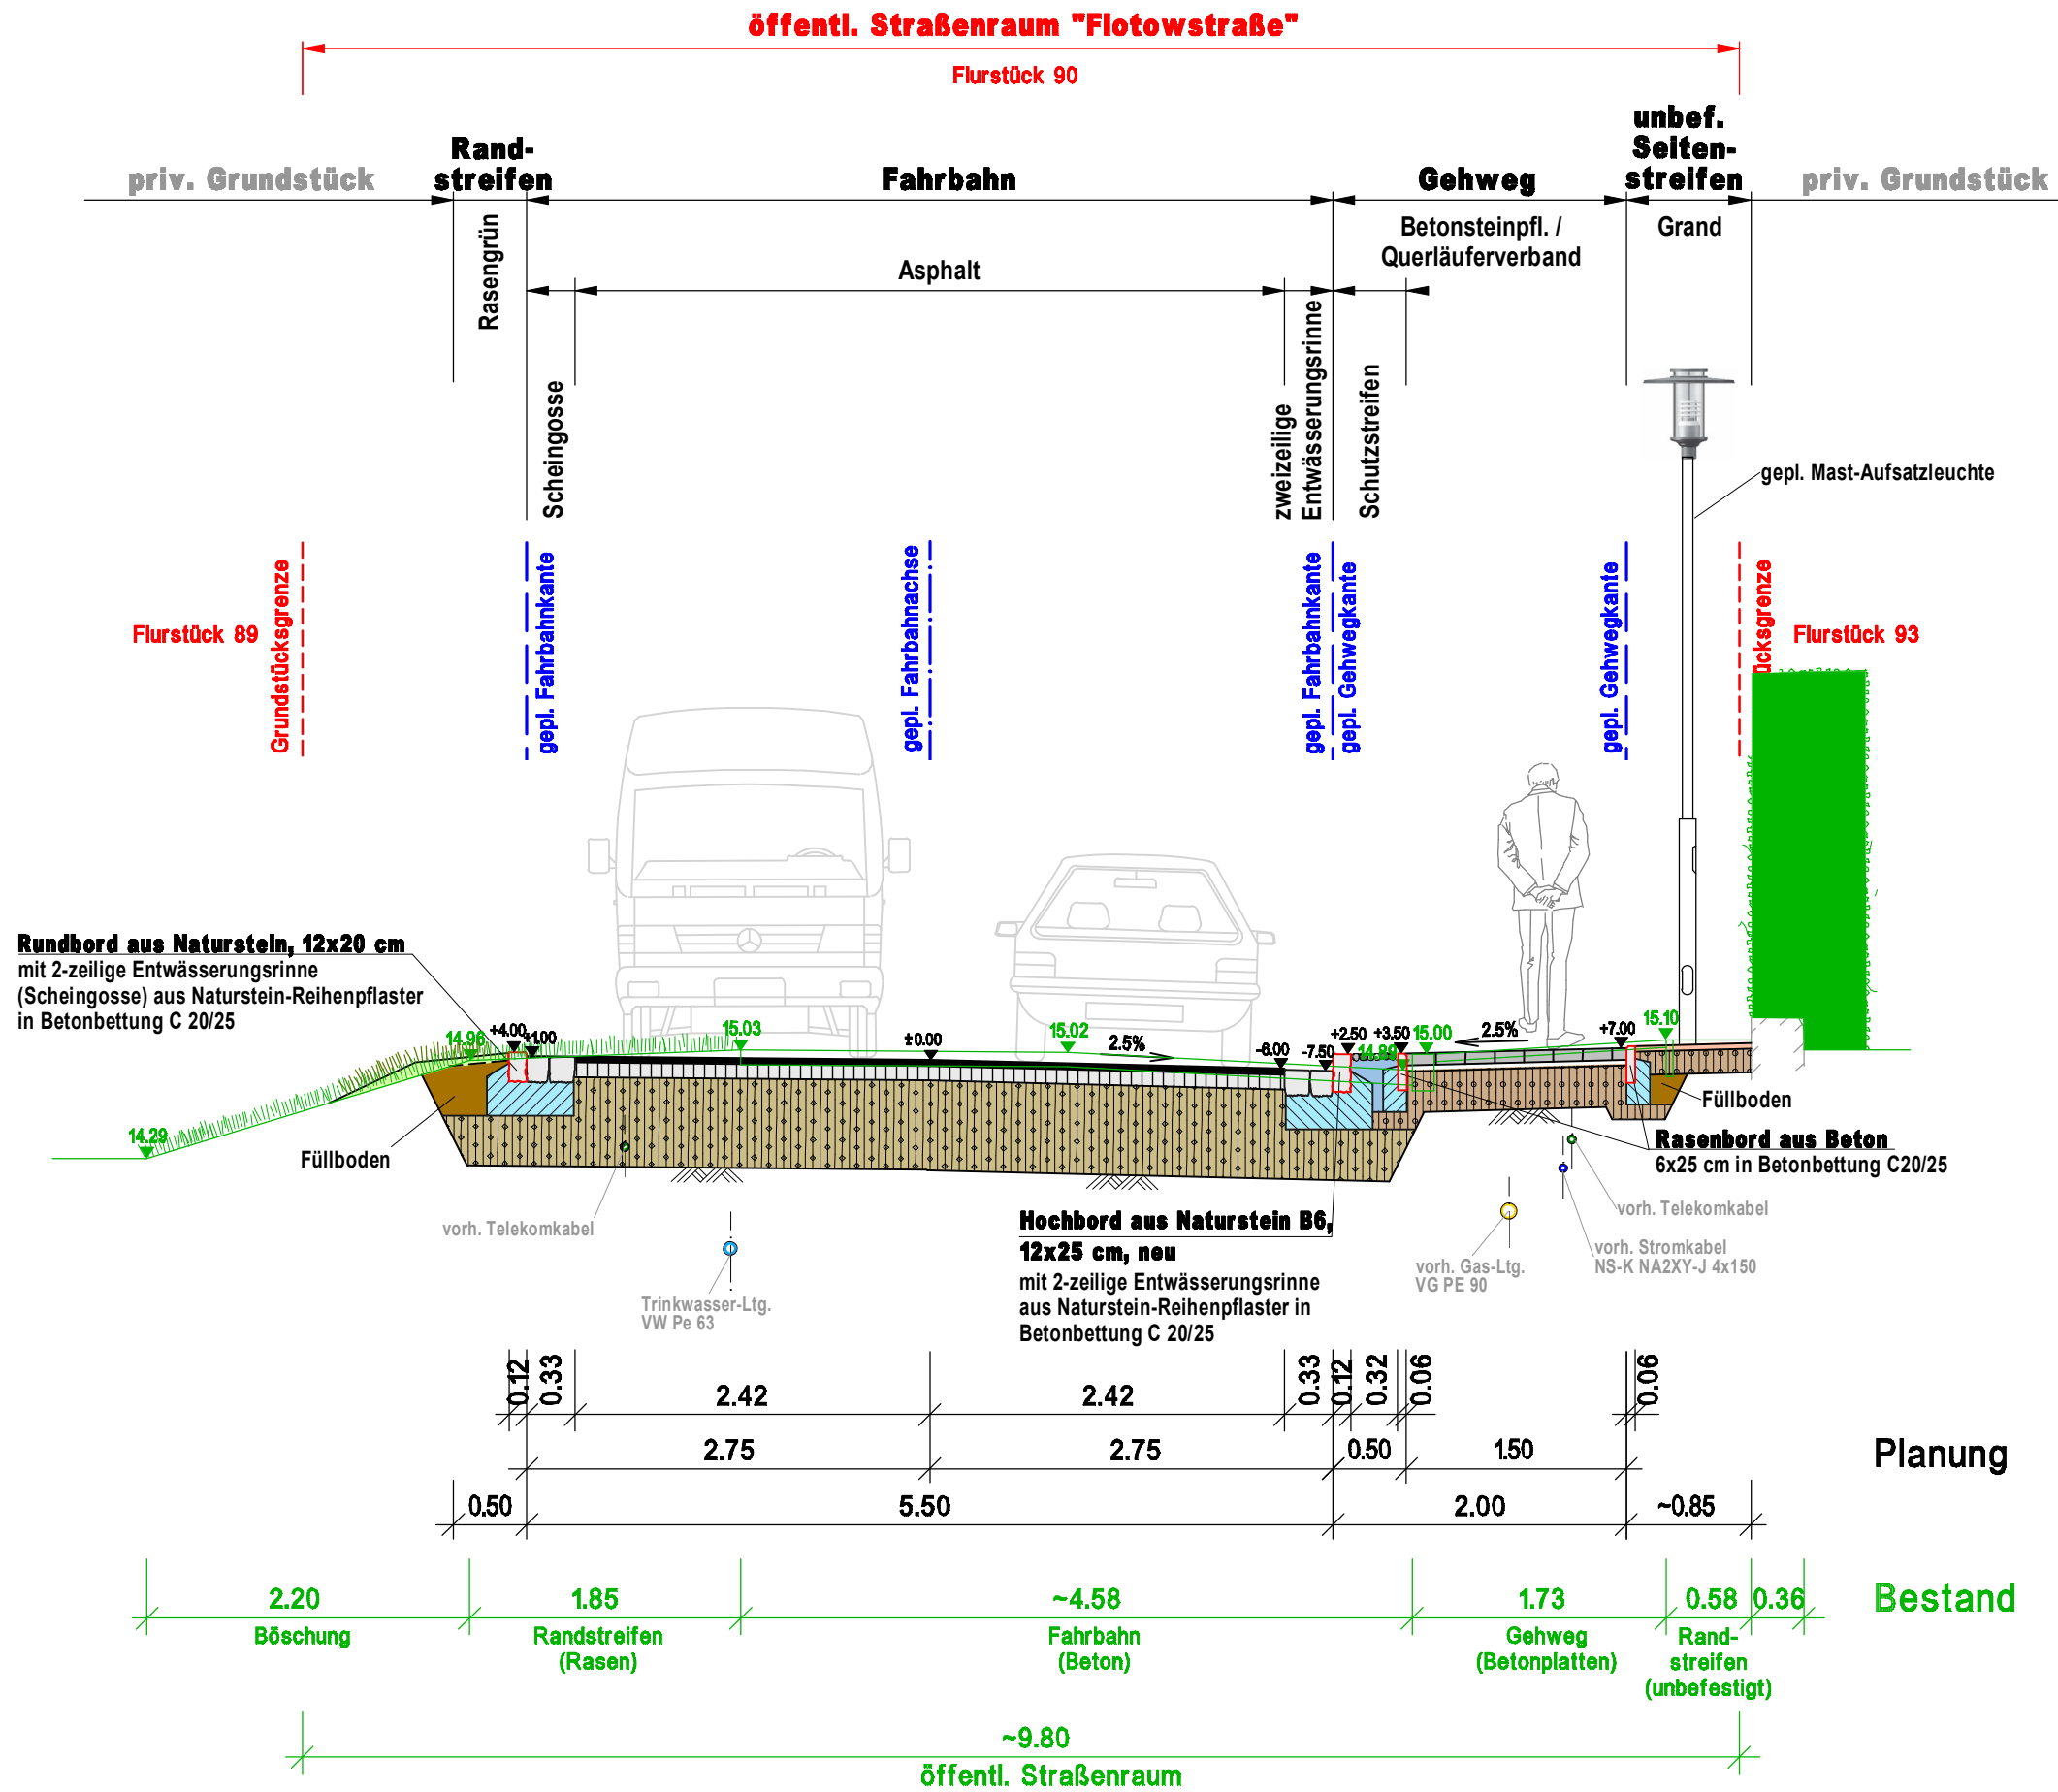 öffentl. Straßenraum "Flotowstraße"
Flurstück 90
priv. Grundstück
Rand-
streifen
Fahrbahn
Gehweg
unbef.
Seiten-
streifen
priv. Grundstück
Rasengrün
Betonsteinpfl. /
Querläuferverband
Grand
Asphalt
Scheingosse
zweizeilige
Entwässerungsrinne
Schutzstreifen
gepl. Mast-Aufsatzleuchte
Flurstück 89
Grundstücksgrenze
gepl. Fahrbahnkante
gepl. Fahrbahnachse
gepl. Fahrbahnkante
gepl. Gehwegkante
gepl. Gehwegkante
ücksgrenze
Flurstück 93
Rundbord aus Naturstein, 12x20 cm
mit 2-zeilige Entwässerungsrinne
(Scheingosse) aus Naturstein-Reihenpflaster
in Betonbettung C 20/25
14.96
+4.00
+1.00
15.03
±0.00
15.02
2.5%
-6.00
-7.50
+2.50
+3.50
14.89
15.00
2.5%
+7.00
15.10
14.29
Füllboden
Füllboden
Rasenbord aus Beton
6x25 cm in Betonbettung C20/25
vorh. Telekomkabel
Trinkwasser-Ltg.
VW Pe 63
Hochbord aus Naturstein B6,
12x25 cm, neu
mit 2-zeilige Entwässerungsrinne
aus Naturstein-Reihenpflaster in
Betonbettung C 20/25
vorh. Gas-Ltg.
VG PE 90
vorh. Telekomkabel
vorh. Stromkabel
NS-K NA2XY-J 4x150
0.12
0.33
2.42
2.42
0.33
0.12
0.32
0.06
0.06
2.75
2.75
0.50
1.50
Planung
0.50
5.50
2.00
~0.85
2.20
1.85
~4.58
1.73
0.58
0.36
Bestand
Böschung
Randstreifen
(Rasen)
Fahrbahn
(Beton)
Gehweg
(Betonplatten)
Rand-
streifen
(unbefestigt)
~9.80
öffentl. Straßenraum